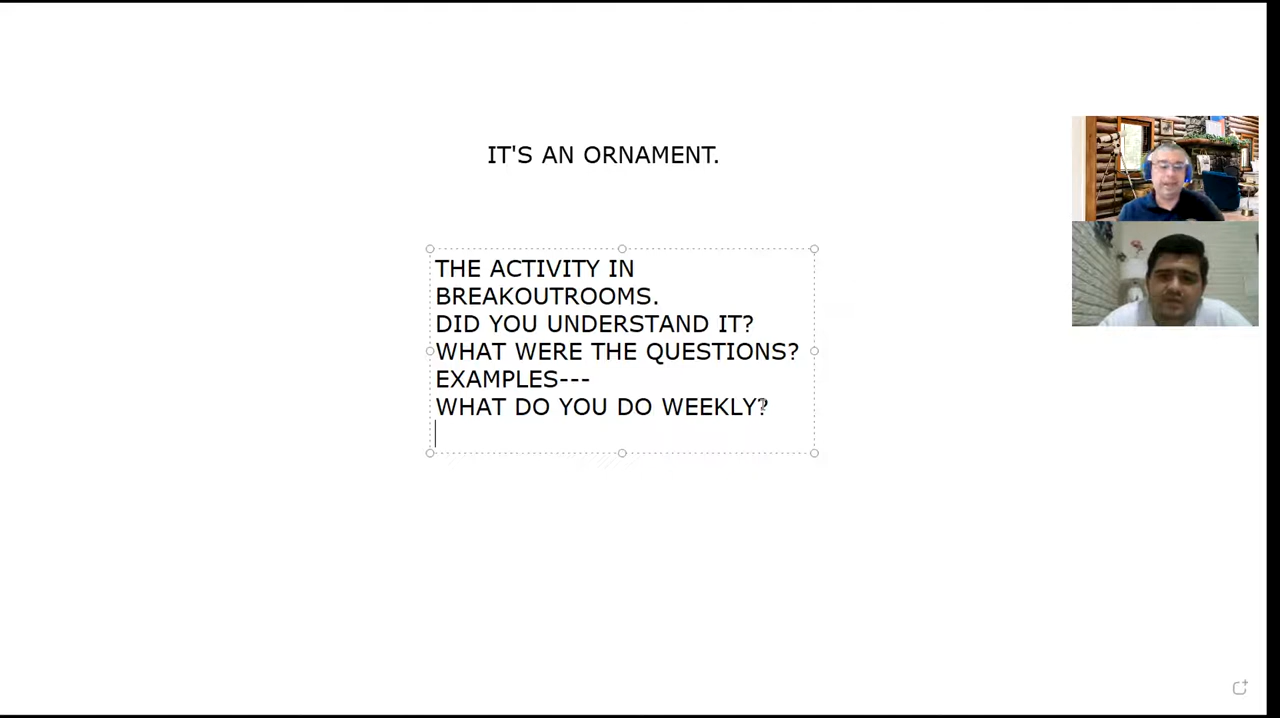 IT'S AN ORNAMENT.
THE ACTIVITY IN
BREAKOUTROOMS.
DID YOU UNDERSTAND IT?
WHAT WERE THE QUESTIONS?
EXAMPLES---
WHAT DO YOU DO WEEKLY?